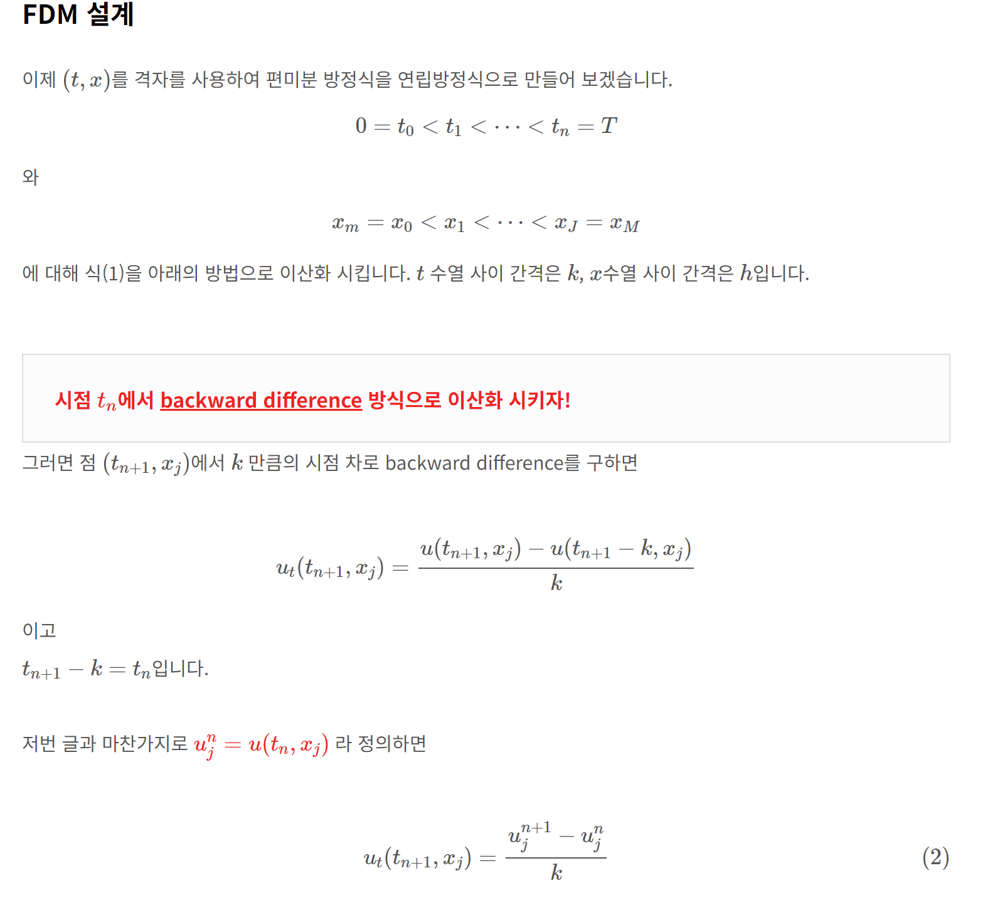 FDM 설계
이제 (t, x)를 격자를 사용하여 편미분 방정식을 연립방정식으로 만들어 보겠습니다.
0 = t_0 < t_1 < ⋯ < t_n = T
와
x_m = x_0 < x_1 < ⋯ < x_J = x_M
에 대해 식(1)을 아래의 방법으로 이산화 시킵니다. t 수열 사이 간격은 k, x수열 사이 간격은 h입니다.
시점 t_n에서 backward difference 방식으로 이산화 시키자!
그러면 점 (t_{n+1}, x_j)에서 k 만큼의 시점 차로 backward difference를 구하면
u_t(t_{n+1}, x_j) = \frac{u(t_{n+1}, x_j) − u(t_{n+1} − k, x_j)}{k}
이고
t_{n+1} − k = t_n입니다.
저번 글과 마찬가지로 u_j^n = u(t_n, x_j) 라 정의하면
u_t(t_{n+1}, x_j) = \frac{u_j^{n+1} − u_j^n}{k} (2)